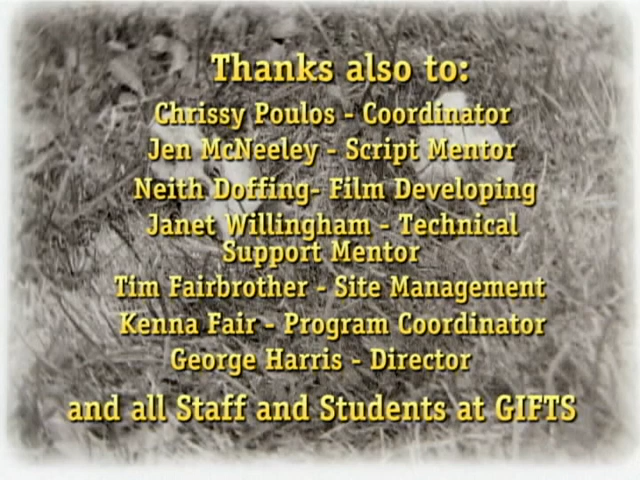 Thanks also to:
Chrissy Poulos - Coordinator
Jen McNeeley - Script Mentor
Neith Doffing- Film Developing
Janet Willingham - Technical
Support Mentor
Tim Fairbrother - Site Management
Kenna Fair - Program Coordinator
George Harris - Director
and all Staff and Students at GIFTS